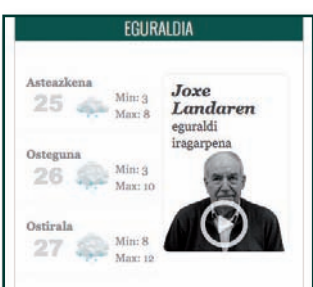 EGURALDIA
Asteazkena
25
Min: 3
Max: 8
Osteguna
26
Min: 3
Max: 10
Ostirala
27
Min: 8
Max: 12
Joxe
Landaren
eguraldi
iragarpena